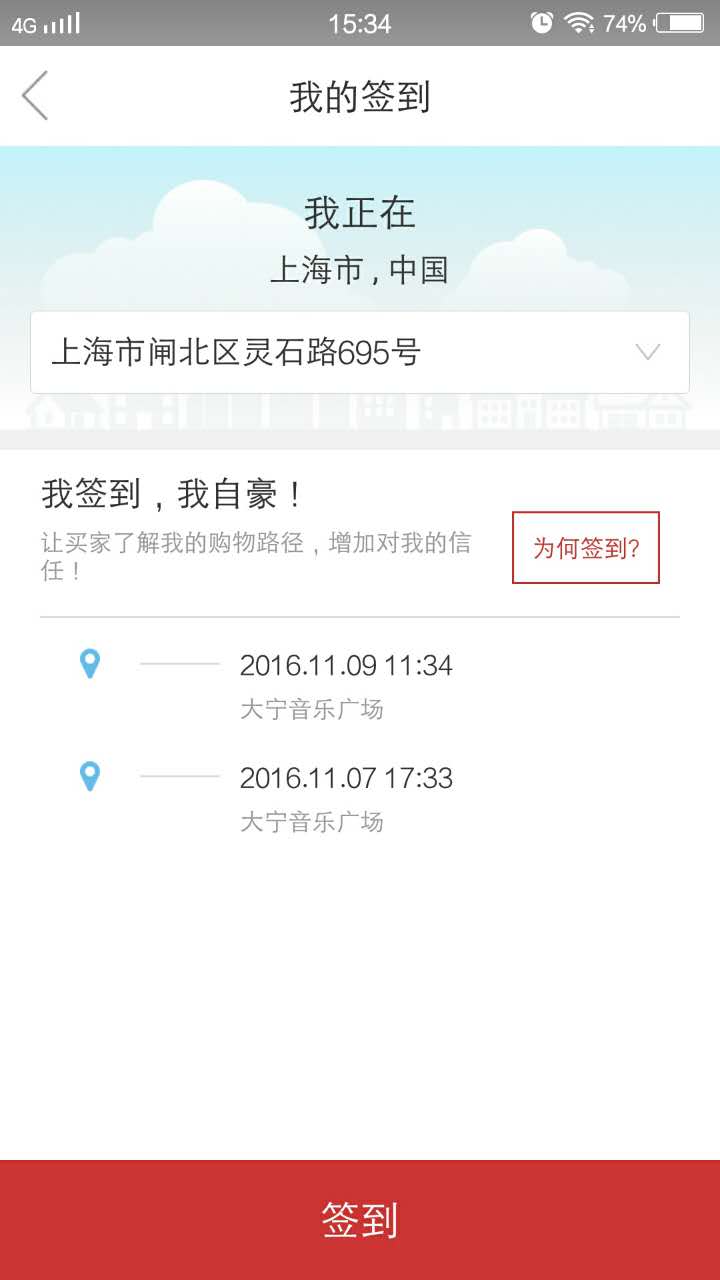 4G 15:34 74%
我的签到
我正在
上海市 , 中国
上海市闸北区灵石路695号
我签到，我自豪！
让买家了解我的购物路径，增加对我的信
任！
为何签到?
2016.11.09 11:34
大宁音乐广场
2016.11.07 17:33
大宁音乐广场
签到